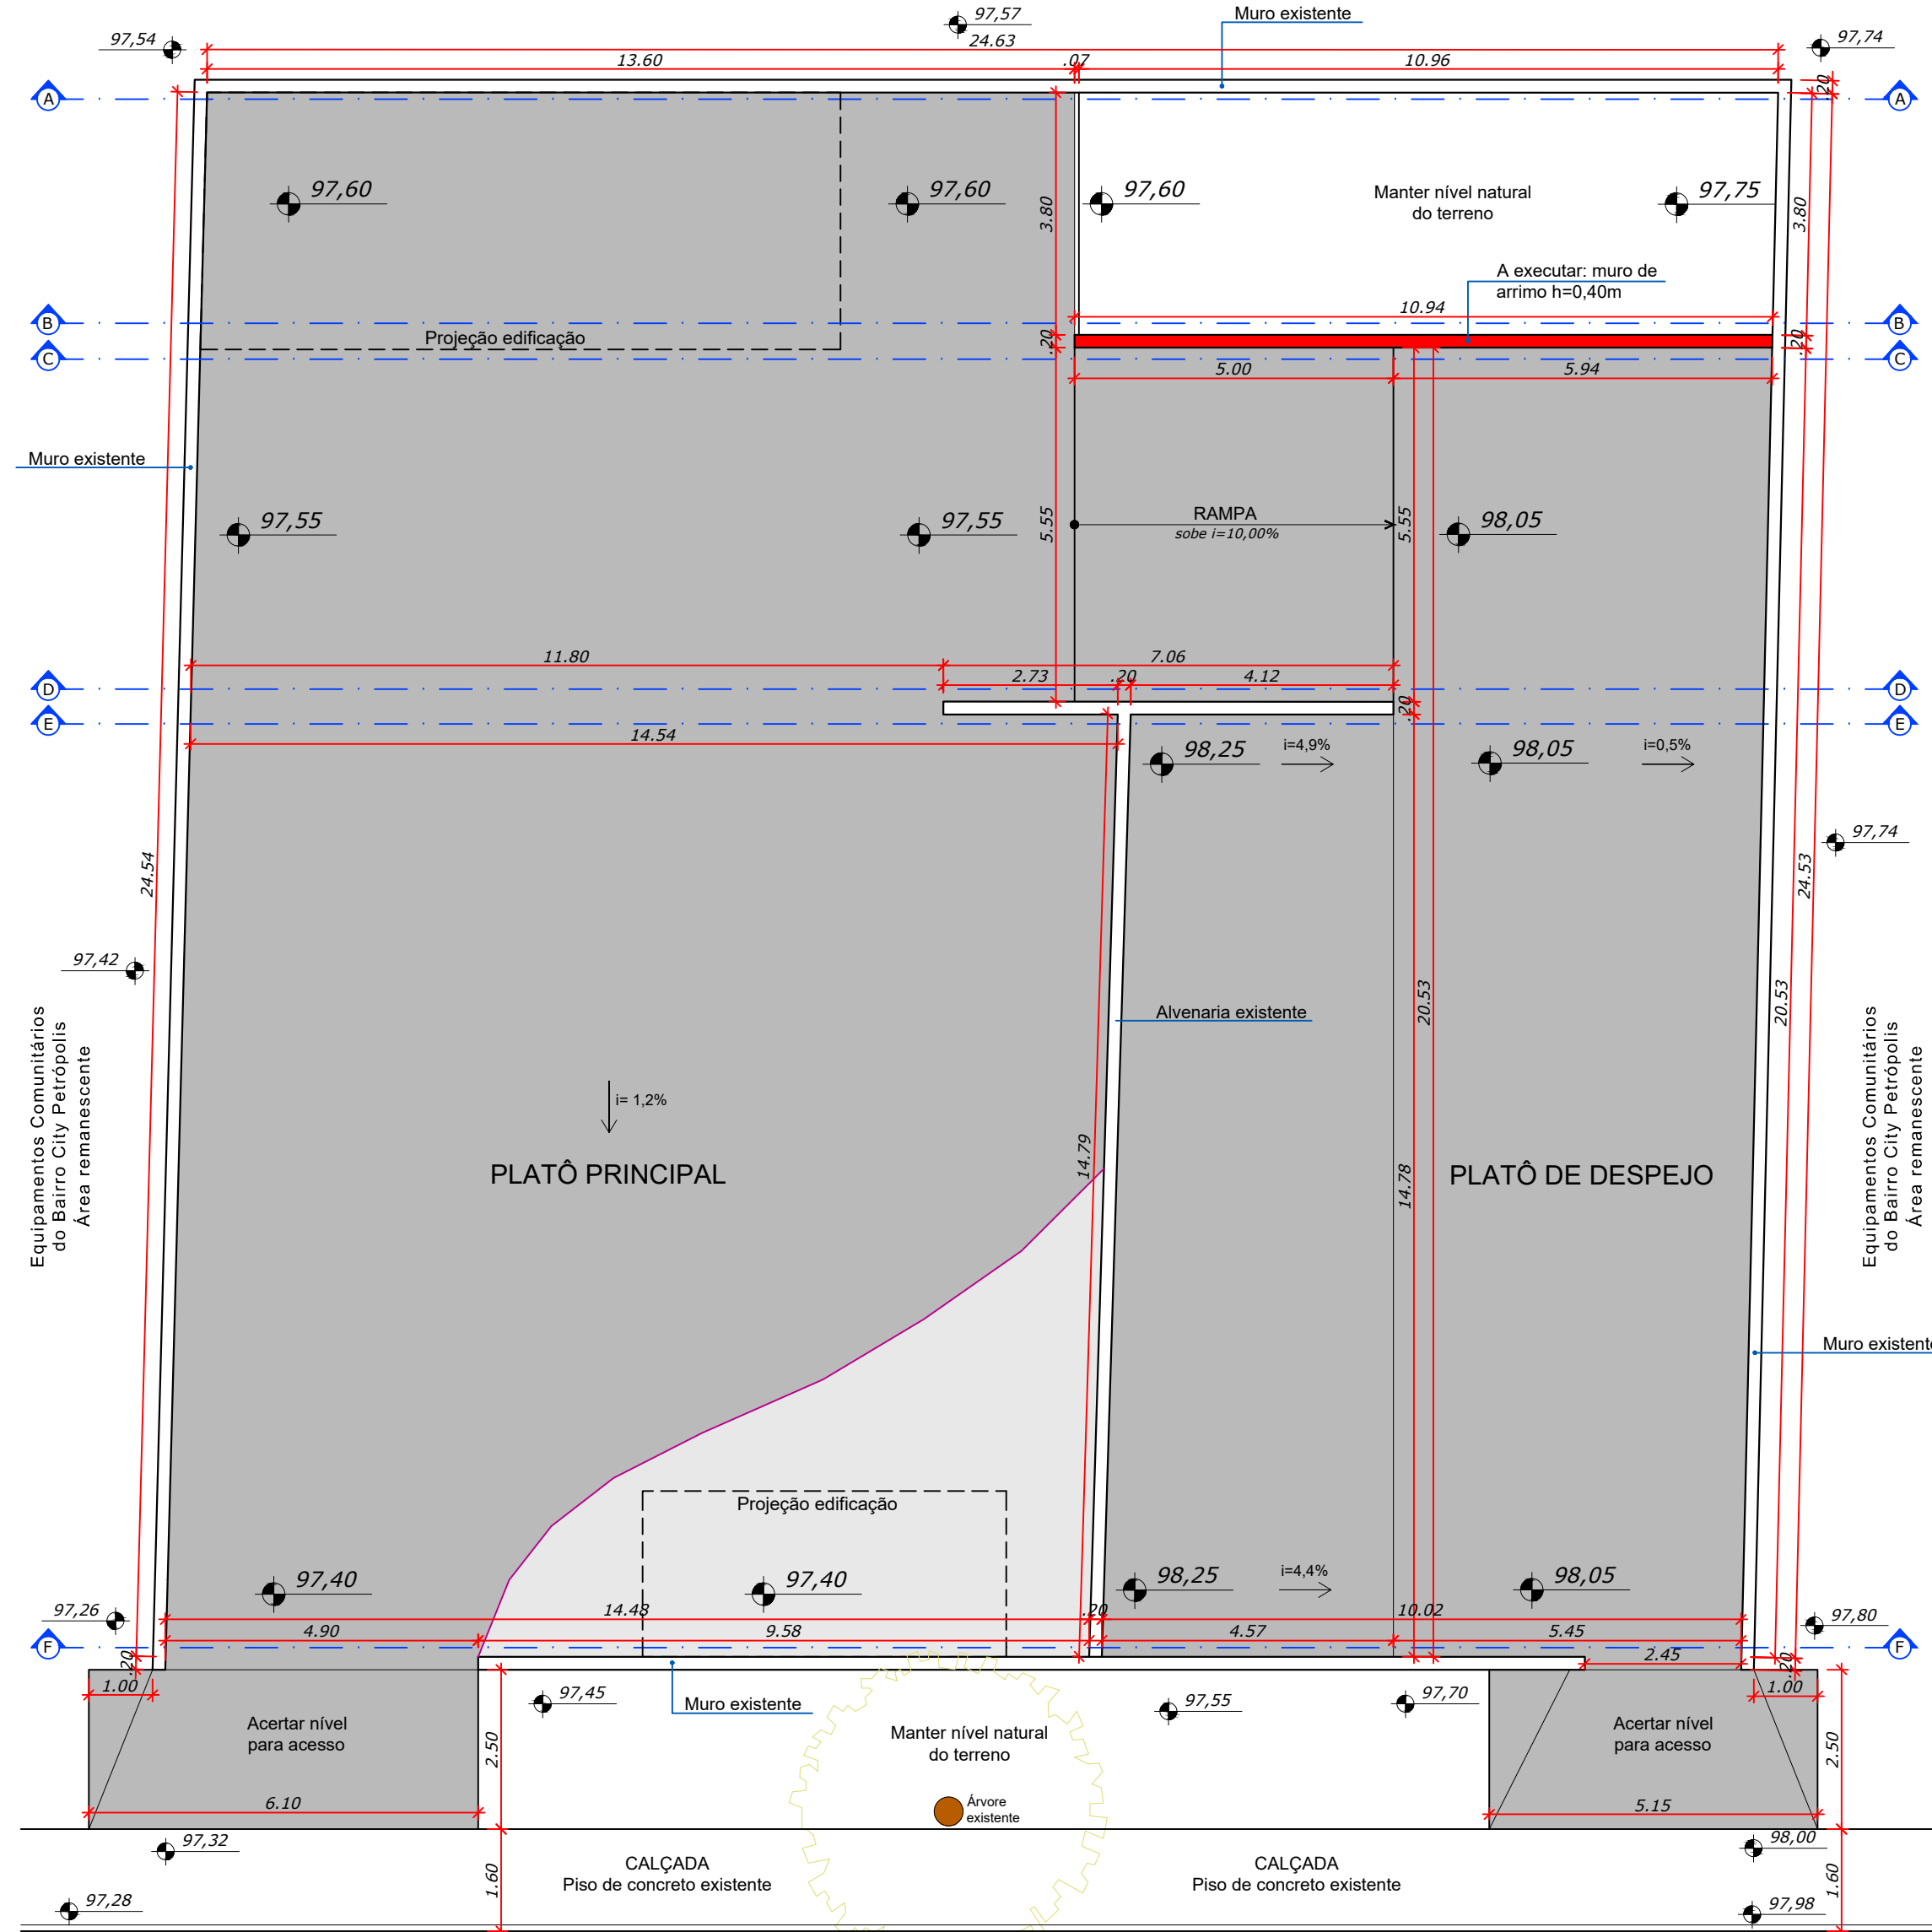 97,57
Muro existente
97,54
24.63
97,74
13.60
.07
10.96
.20
A
A
97,60
97,60
97,60
Manter nível natural
do terreno
97,75
3.80
3.80
A executar: muro de
arrimo h=0,40m
10.94
B
B
Projeção edificação
.20
.20
C
C
5.00
5.94
Muro existente
97,55
97,55
5.55
RAMPA
sobe i=10,00%
5.55
98,05
11.80
7.06
2.73
.20
4.12
D
D
.20
E
E
14.54
98,25
i=4,9%
98,05
i=0,5%
97,74
24.54
24.53
97,42
20.53
20.53
Alvenaria existente
Equipamentos Comunitários
do Bairro City Petrópolis
Área remanescente
Equipamentos Comunitários
do Bairro City Petrópolis
Área remanescente
i= 1,2%
14.79
14.78
PLATÔ PRINCIPAL
PLATÔ DE DESPEJO
Muro existente
Projeção edificação
97,40
97,40
98,25
i=4,4%
98,05
97,26
14.48
.20
10.02
97,80
4.90
9.58
4.57
5.45
F
F
.20
2.45
.20
1.00
1.00
97,45
Muro existente
97,55
97,70
Acertar nível
para acesso
2.50
Manter nível natural
do terreno
Acertar nível
para acesso
2.50
6.10
Árvore
existente
5.15
97,32
98,00
CALÇADA
Piso de concreto existente
CALÇADA
Piso de concreto existente
1.60
1.60
97,28
97,98